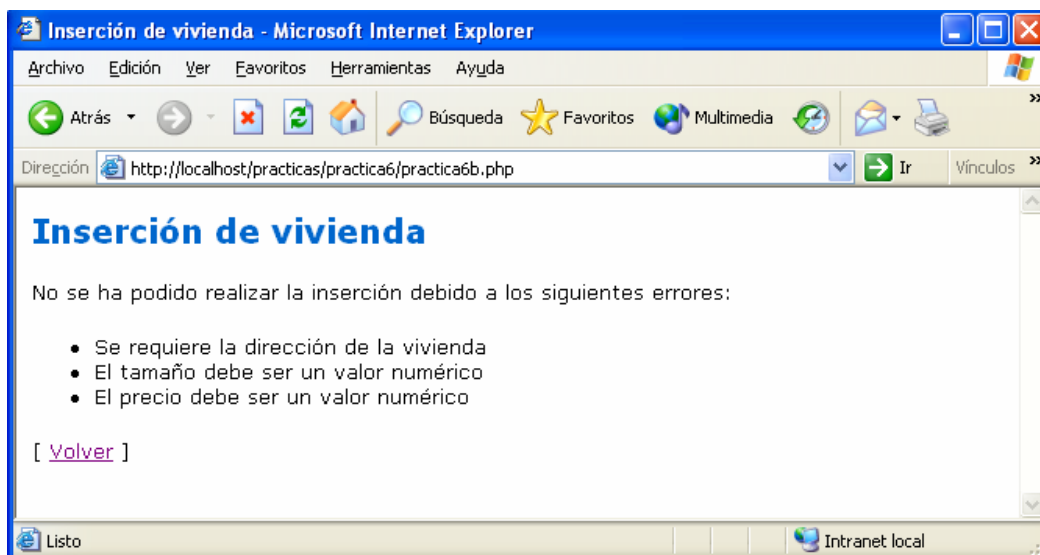 Inserción de vivienda - Microsoft Internet Explorer
Archivo Edición Ver Favoritos Herramientas Ayuda
Atrás Búsqueda Favoritos Multimedia »
Dirección http://localhost/practicas/practica6/practica6b.php Ir Vínculos »
Inserción de vivienda
No se ha podido realizar la inserción debido a los siguientes errores:
• Se requiere la dirección de la vivienda
• El tamaño debe ser un valor numérico
• El precio debe ser un valor numérico
[ Volver ]
Listo Intranet local